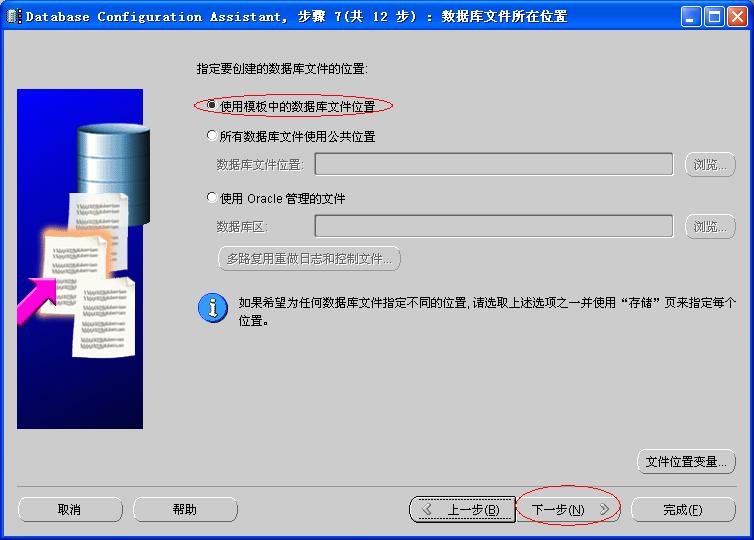 Database Configuration Assistant, 步骤 7(共 12 步) : 数据库文件所在位置
指定要创建的数据库文件的位置:
使用模板中的数据库文件位置
所有数据库文件使用公共位置
数据库文件位置: 浏览...
使用 Oracle 管理的文件
数据库区: 浏览...
多路复用重做日志和控制文件...
如果希望为任何数据库文件指定不同的位置,请选取上述选项之一并使用“存储”页来指定每个
位置。
文件位置变量...
取消 帮助 上一步(B) 下一步(N) 完成(F)